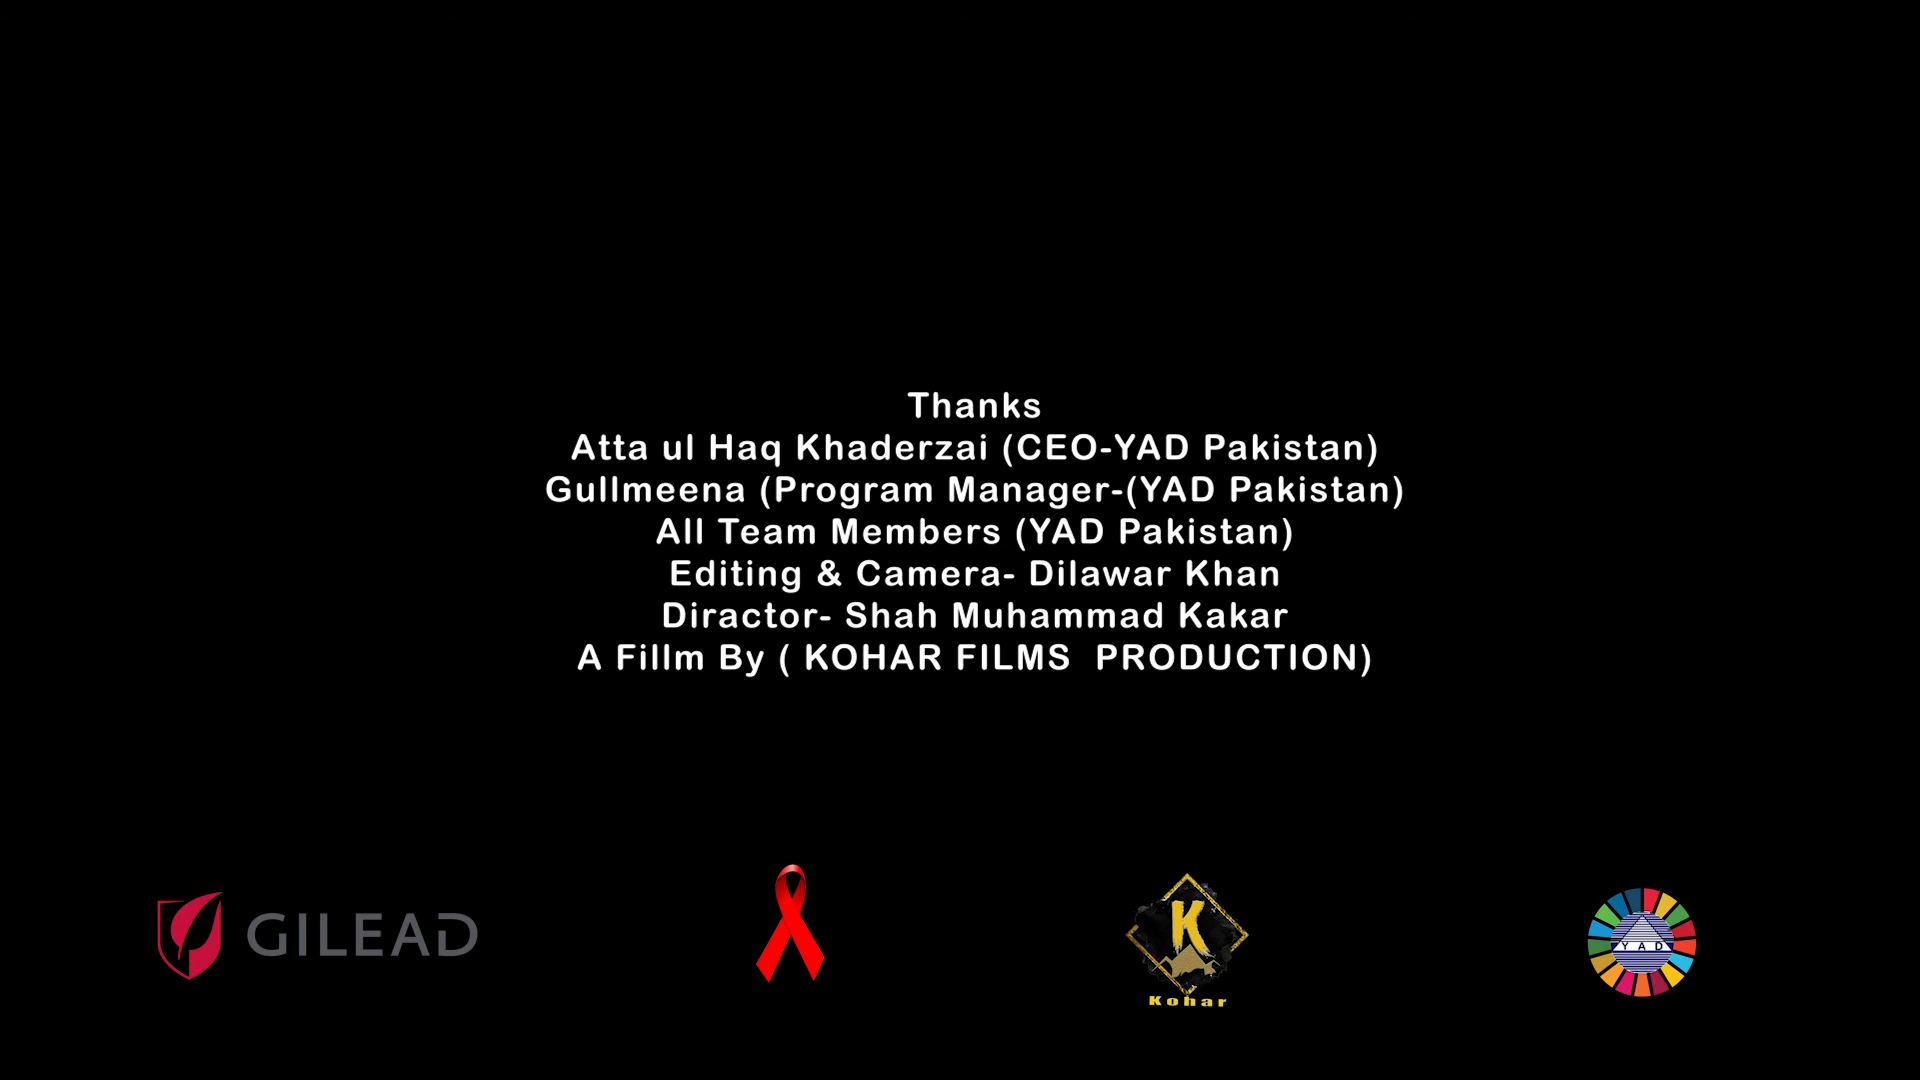 Thanks
Atta ul Haq Khaderzai (CEO-YAD Pakistan)
Gullmeena (Program Manager-(YAD Pakistan)
All Team Members (YAD Pakistan)
Editing & Camera- Dilawar Khan
Diractor- Shah Muhammad Kakar
A Fillm By ( KOHAR FILMS  PRODUCTION)
GILEAD
K
Kohar
YAD